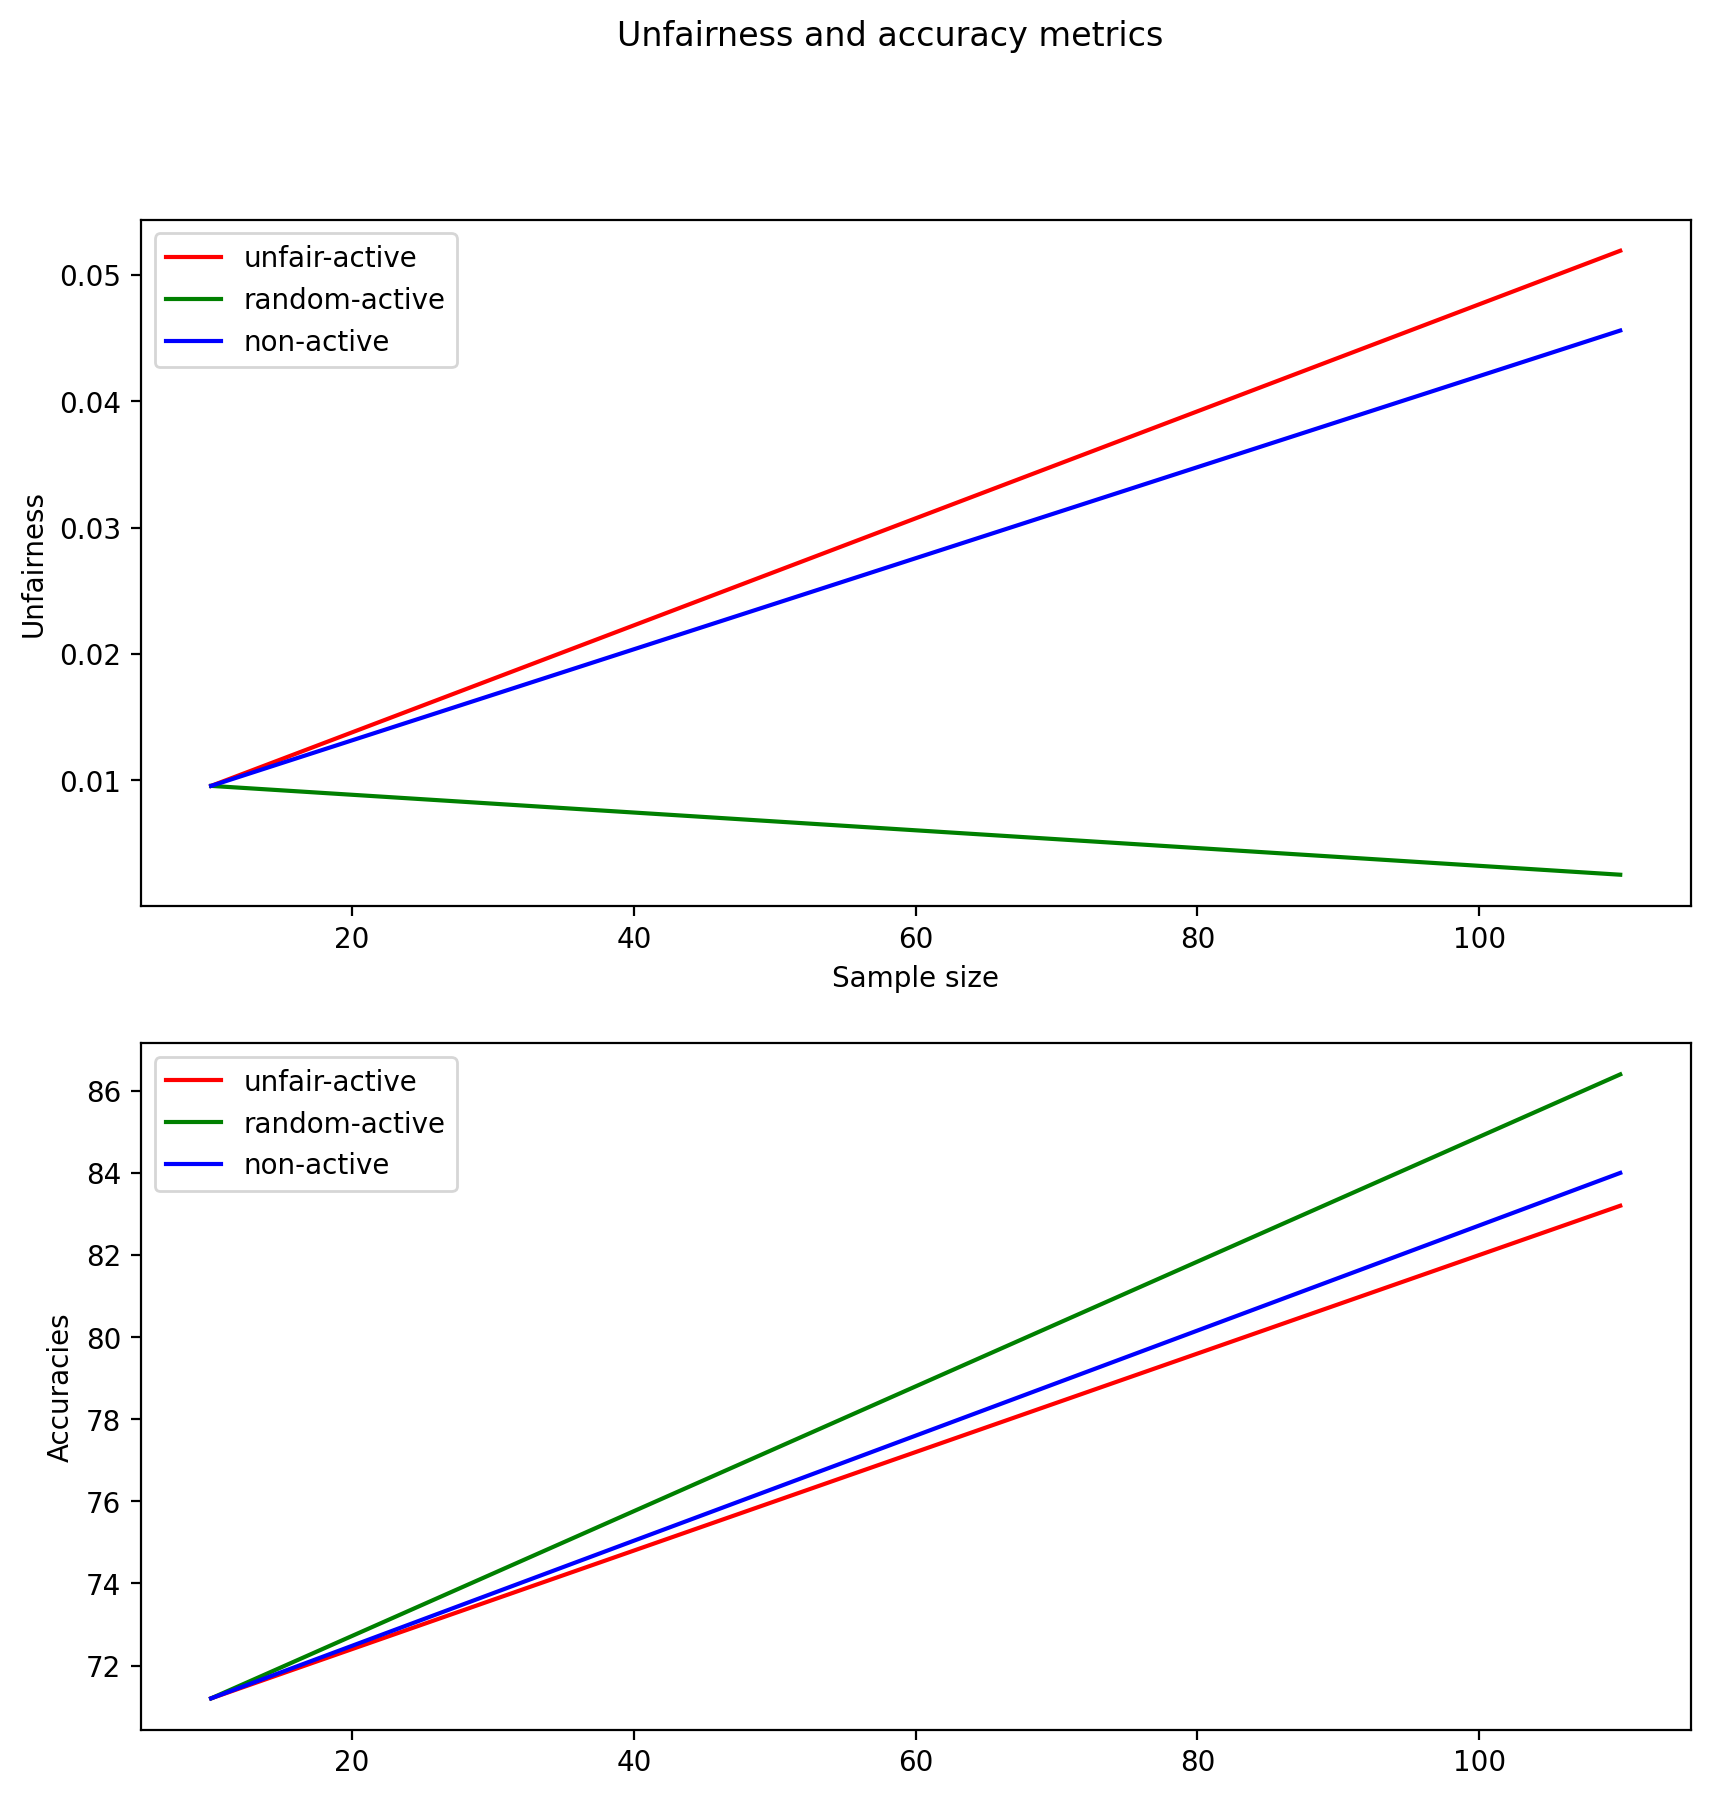 Unfairness and accuracy metrics
unfair-active
random-active
non-active
0.05
0.04
0.03
0.02
0.01
Unfairness
20 40 60 80 100
Sample size
unfair-active
random-active
non-active
86
84
82
80
78
76
74
72
Accuracies
20 40 60 80 100